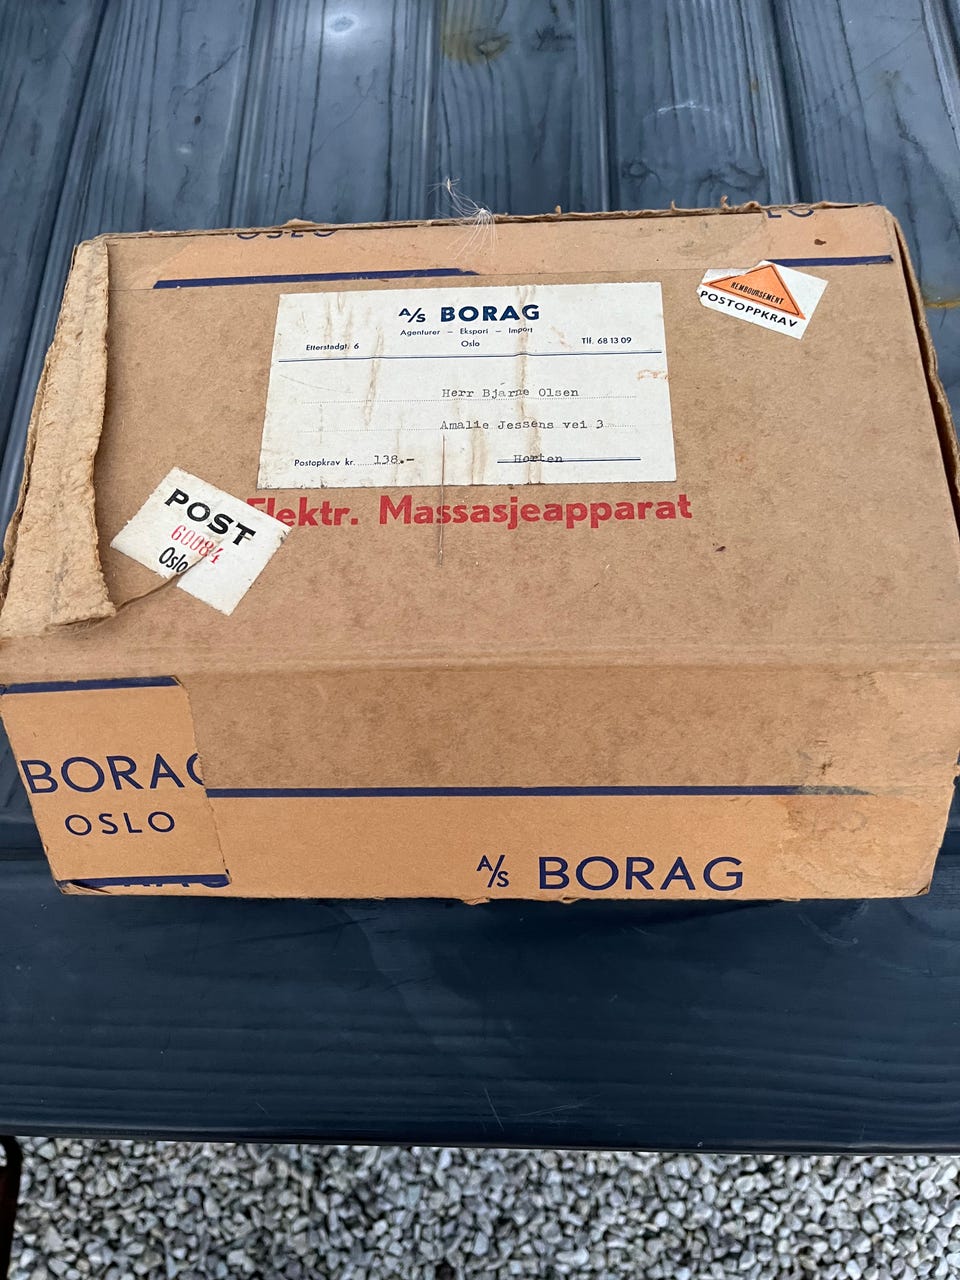 OSLO
REMBOURSEMENT
POSTOPPKRAV
A/S BORAG
Agenturer – Eksport – Import
Etterstadgt. 6 Oslo Tlf. 68 13 09
Herr Bjarne Olsen
Amalie Jessens vei 3
Postopkrav kr. 138.- Horten
Elektr. Massasjeapparat
POST
60084
Oslo
BORAG
OSLO
A/S BORAG